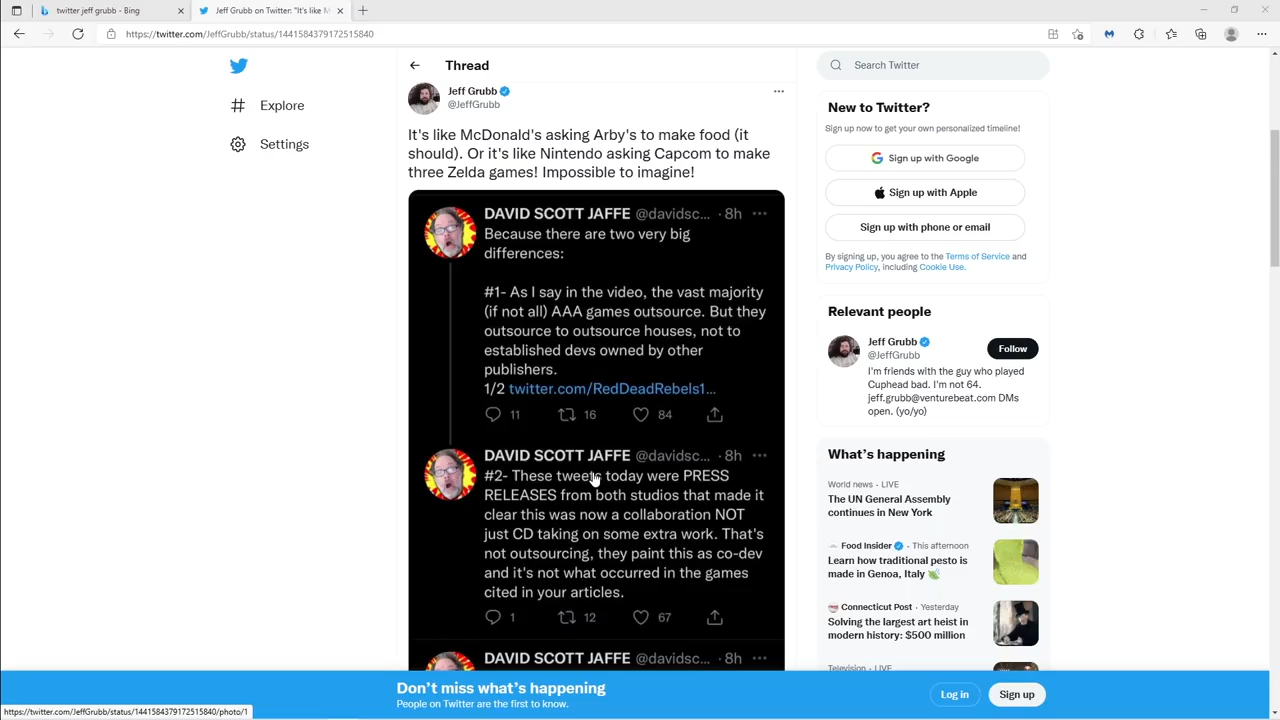 twitter jeff grubb - Bing
Jeff Grubb on Twitter: "It's like M
https://twitter.com/JeffGrubb/status/1441584379172515840
Explore
Settings
Thread
Jeff Grubb
@JeffGrubb
It's like McDonald's asking Arby's to make food (it
should). Or it's like Nintendo asking Capcom to make
three Zelda games! Impossible to imagine!
DAVID SCOTT JAFFE @davidsc... · 8h
Because there are two very big
differences:
#1- As I say in the video, the vast majority
(if not all) AAA games outsource. But they
outsource to outsource houses, not to
established devs owned by other
publishers.
1/2 twitter.com/RedDeadRebels1...
11 16 84
DAVID SCOTT JAFFE @davidsc... · 8h
#2- These tweets today were PRESS
RELEASES from both studios that made it
clear this was now a collaboration NOT
just CD taking on some extra work. That's
not outsourcing, they paint this as co-dev
and it's not what occurred in the games
cited in your articles.
1 12 67
DAVID SCOTT JAFFE @davidsc... · 8h
Search Twitter
New to Twitter?
Sign up now to get your own personalized timeline!
Sign up with Google
Sign up with Apple
Sign up with phone or email
By signing up, you agree to the Terms of Service and
Privacy Policy, including Cookie Use.
Relevant people
Jeff Grubb
@JeffGrubb
Follow
I'm friends with the guy who played
Cuphead bad. I'm not 64.
jeff.grubb@venturebeat.com DMs
open. (yo/yo)
What's happening
World news · LIVE
The UN General Assembly
continues in New York
Food Insider · This afternoon
Learn how traditional pesto is
made in Genoa, Italy
Connecticut Post · Yesterday
Solving the largest art heist in
modern history: $500 million
Television · LIVE
Don't miss what's happening
People on Twitter are the first to know.
Log in
Sign up
https://twitter.com/JeffGrubb/status/1441584379172515840/photo/1